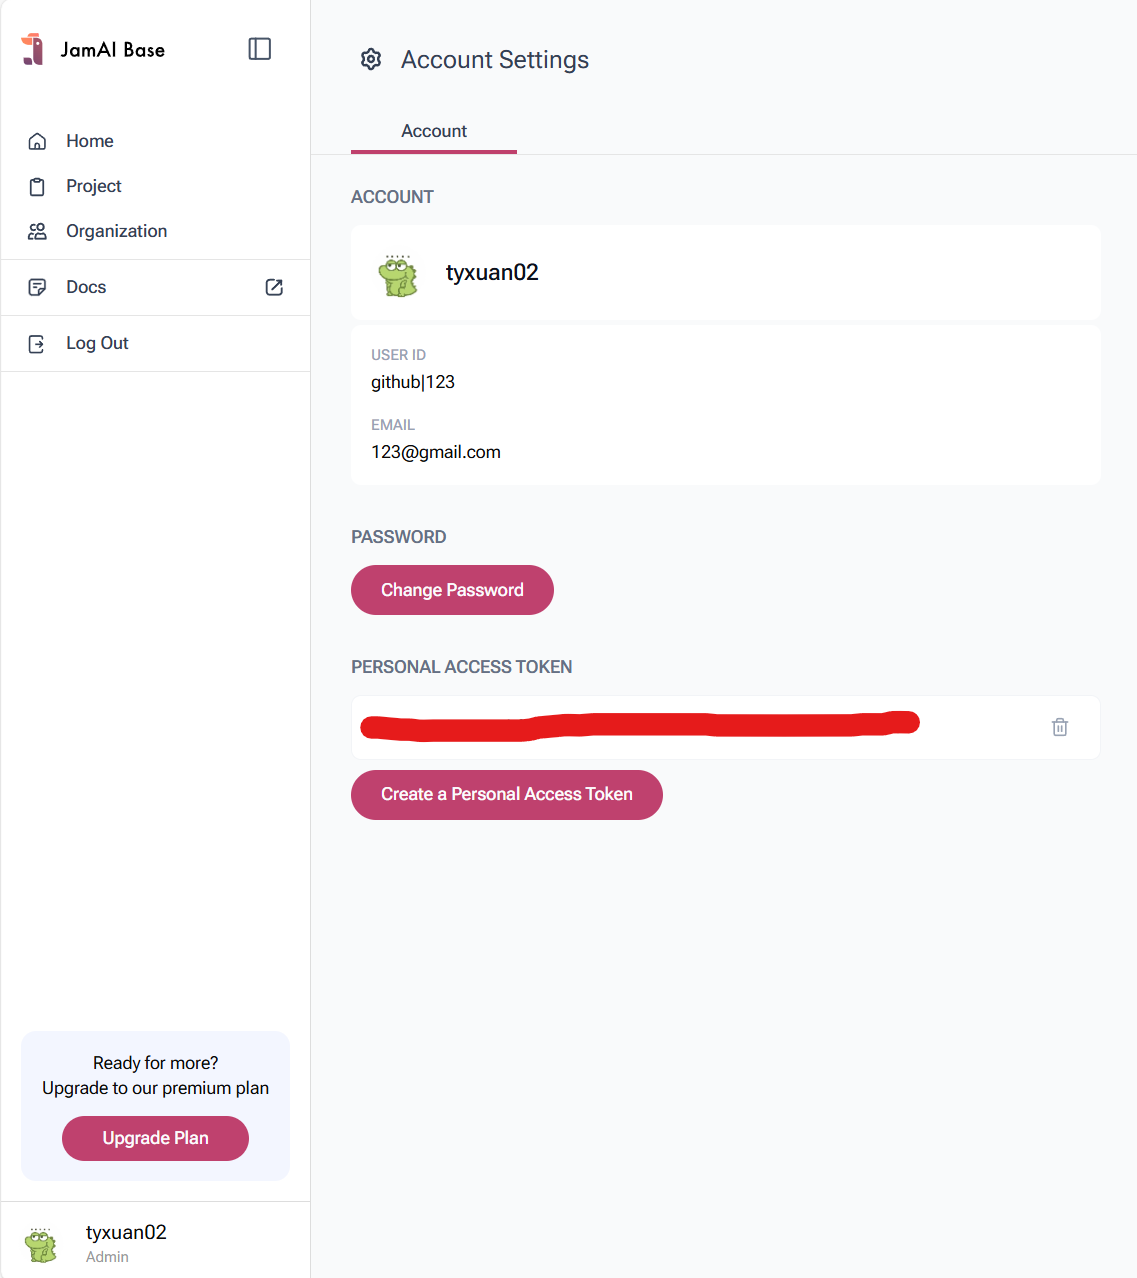 JamAI Base
Home
Project
Organization
Docs
Log Out
Ready for more?
Upgrade to our premium plan
Upgrade Plan
tyxuan02
Admin
Account Settings
Account
ACCOUNT
tyxuan02
USER ID
github|123
EMAIL
123@gmail.com
PASSWORD
Change Password
PERSONAL ACCESS TOKEN
Create a Personal Access Token